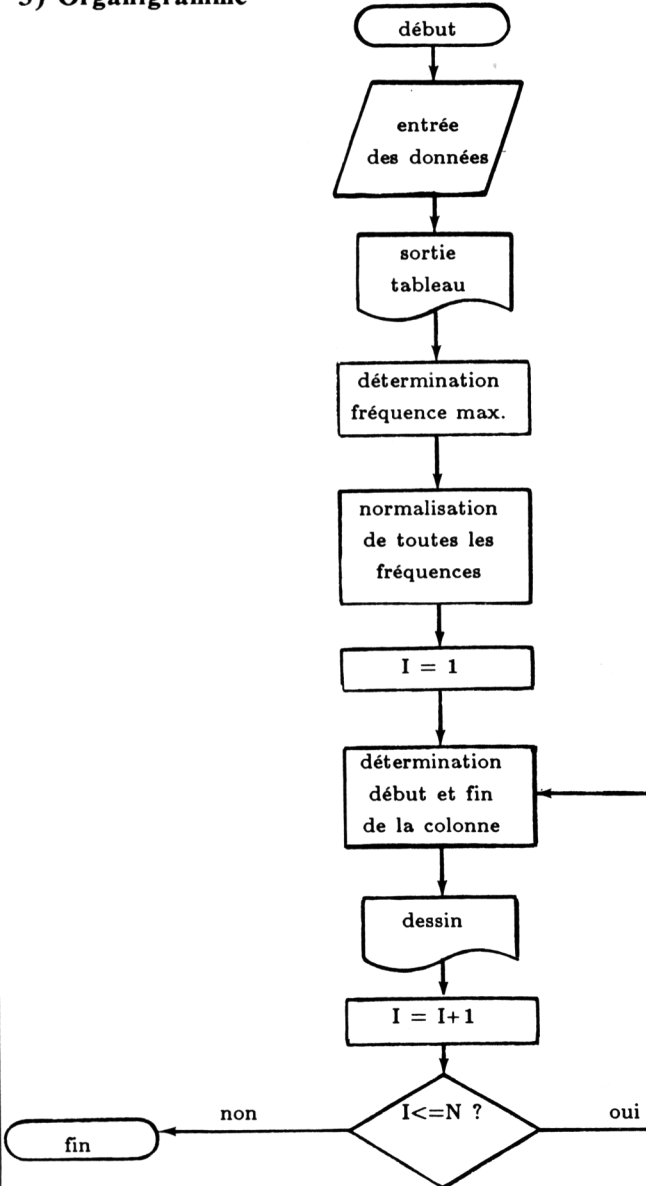 3) Organigramme
début
entrée
des données
sortie
tableau
détermination
fréquence max.
normalisation
de toutes les
fréquences
I = 1
détermination
début et fin
de la colonne
dessin
I = I+1
I<=N ?
non
oui
fin